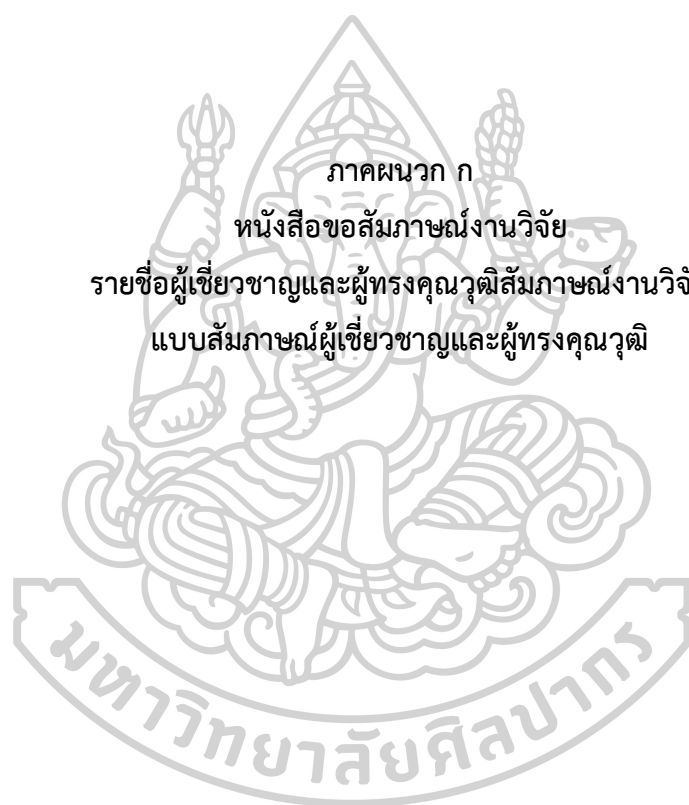 ภาคผนวก ก
หนังสือขอสัมภาษณ์งานวิจัย
รายชื่อผู้เชี่ยวชาญและผู้ทรงคุณวุฒิสัมภาษณ์งานวิจั
แบบสัมภาษณ์ผู้เชี่ยวชาญและผู้ทรงคุณวุฒิ
มหาวิทยาลัยศิลปากร